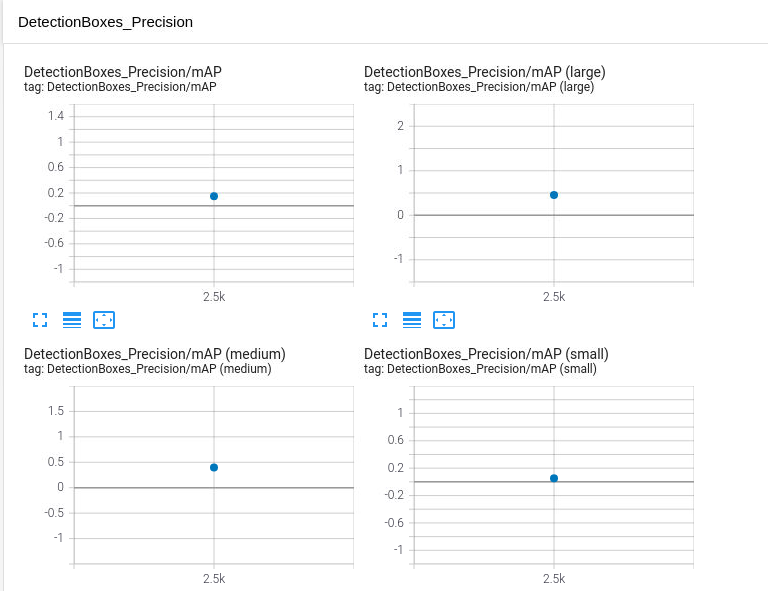 DetectionBoxes_Precision
DetectionBoxes_Precision/mAP
tag: DetectionBoxes_Precision/mAP
1.4
1
0.6
0.2
-0.2
-0.6
-1
2.5k
DetectionBoxes_Precision/mAP (large)
tag: DetectionBoxes_Precision/mAP (large)
2
1
0
-1
2.5k
DetectionBoxes_Precision/mAP (medium)
tag: DetectionBoxes_Precision/mAP (medium)
1.5
1
0.5
0
-0.5
-1
2.5k
DetectionBoxes_Precision/mAP (small)
tag: DetectionBoxes_Precision/mAP (small)
1
0.6
0.2
-0.2
-0.6
-1
2.5k